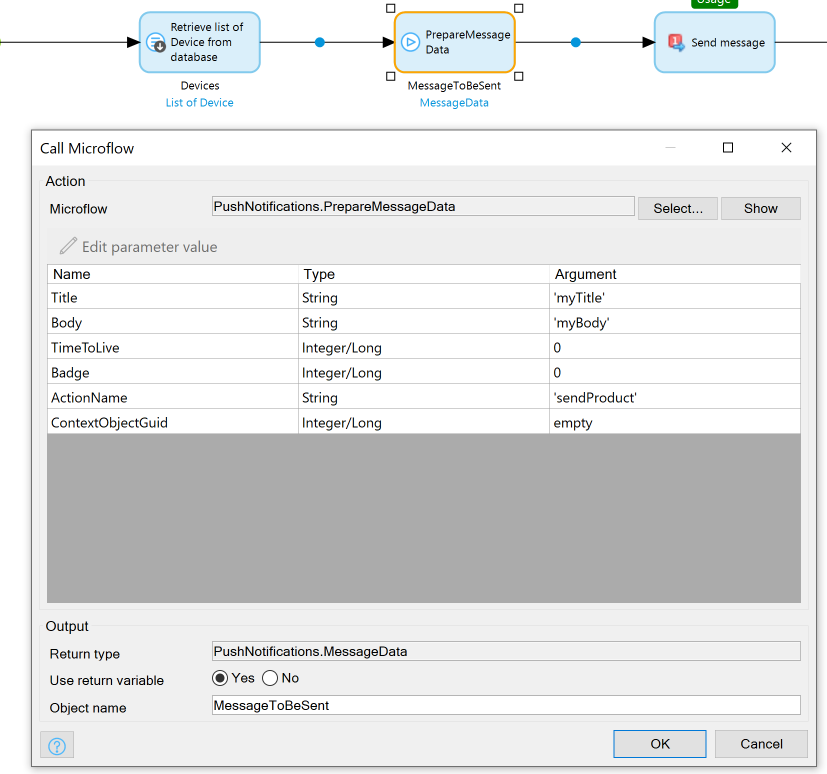 Usage
Retrieve list of
Device from
database
PrepareMessage
Data
Send message
Devices
List of Device
MessageToBeSent
MessageData
Call Microflow
Action
Microflow
PushNotifications.PrepareMessageData
Select...
Show
Edit parameter value
Name Type Argument
Title String 'myTitle'
Body String 'myBody'
TimeToLive Integer/Long 0
Badge Integer/Long 0
ActionName String 'sendProduct'
ContextObjectGuid Integer/Long empty
Output
Return type PushNotifications.MessageData
Use return variable Yes No
Object name MessageToBeSent
?
OK Cancel